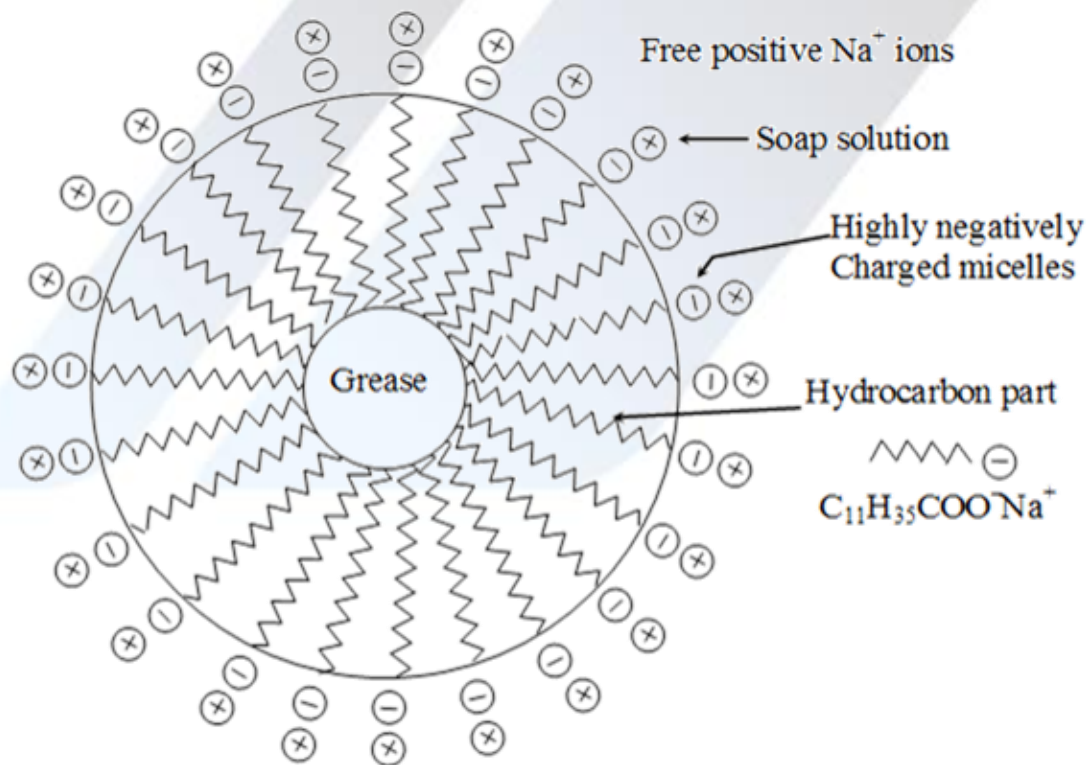 Free positive Na⁺ ions
Soap solution
Highly negatively
Charged micelles
Grease
Hydrocarbon part
C₁₁H₃₅COO⁻Na⁺